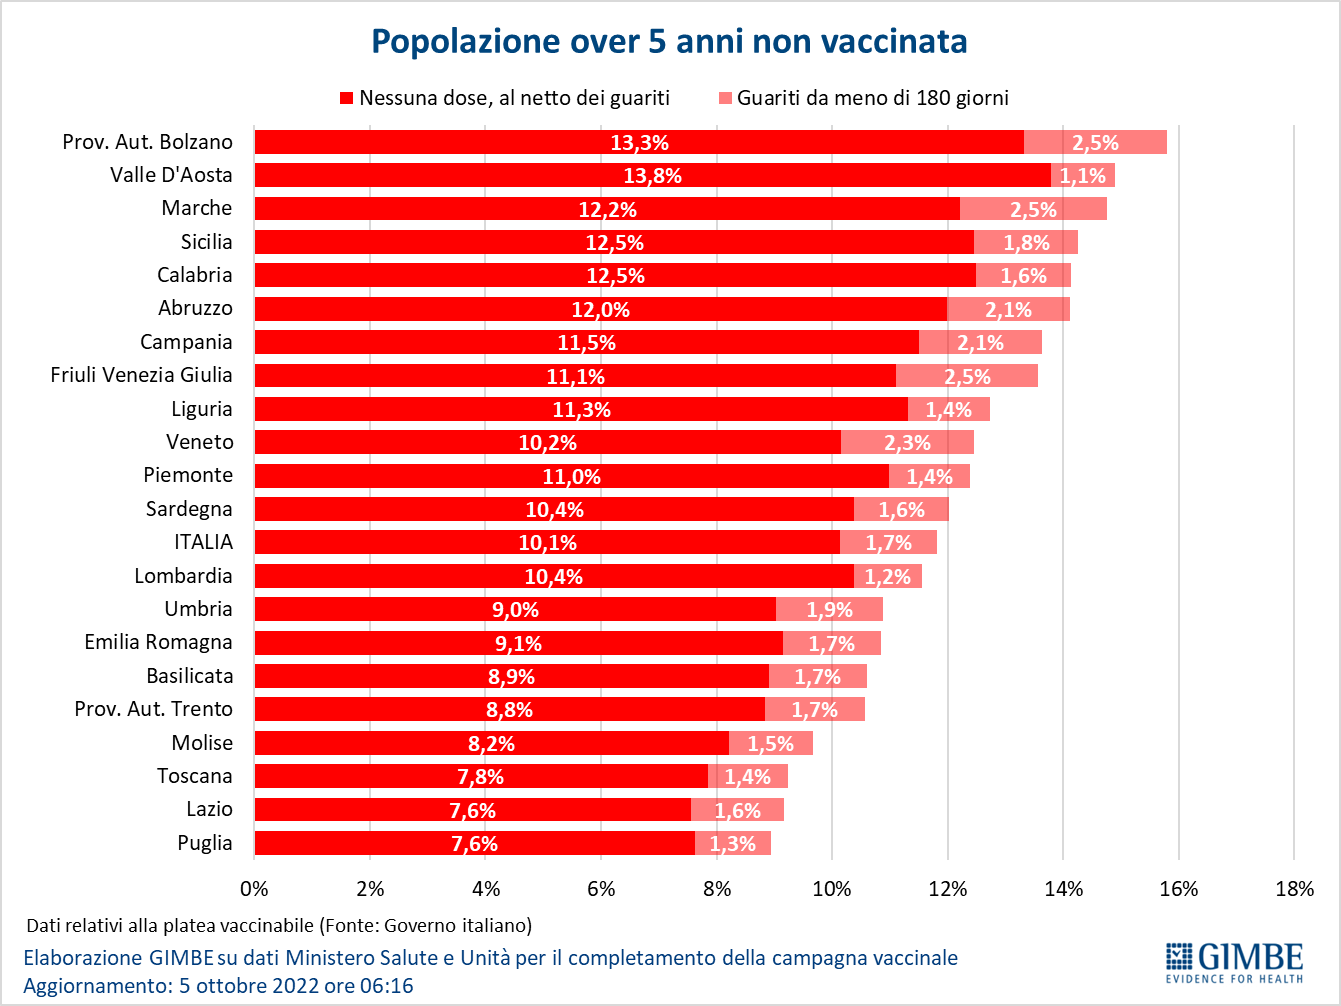 Popolazione over 5 anni non vaccinata
Nessuna dose, al netto dei guariti Guariti da meno di 180 giorni
Prov. Aut. Bolzano 13,3% 2,5%
Valle D'Aosta 13,8% 1,1%
Marche 12,2% 2,5%
Sicilia 12,5% 1,8%
Calabria 12,5% 1,6%
Abruzzo 12,0% 2,1%
Campania 11,5% 2,1%
Friuli Venezia Giulia 11,1% 2,5%
Liguria 11,3% 1,4%
Veneto 10,2% 2,3%
Piemonte 11,0% 1,4%
Sardegna 10,4% 1,6%
ITALIA 10,1% 1,7%
Lombardia 10,4% 1,2%
Umbria 9,0% 1,9%
Emilia Romagna 9,1% 1,7%
Basilicata 8,9% 1,7%
Prov. Aut. Trento 8,8% 1,7%
Molise 8,2% 1,5%
Toscana 7,8% 1,4%
Lazio 7,6% 1,6%
Puglia 7,6% 1,3%
0% 2% 4% 6% 8% 10% 12% 14% 16% 18%
Dati relativi alla platea vaccinabile (Fonte: Governo italiano)
Elaborazione GIMBE su dati Ministero Salute e Unità per il completamento della campagna vaccinale
Aggiornamento: 5 ottobre 2022 ore 06:16
GIMBE
EVIDENCE FOR HEALTH